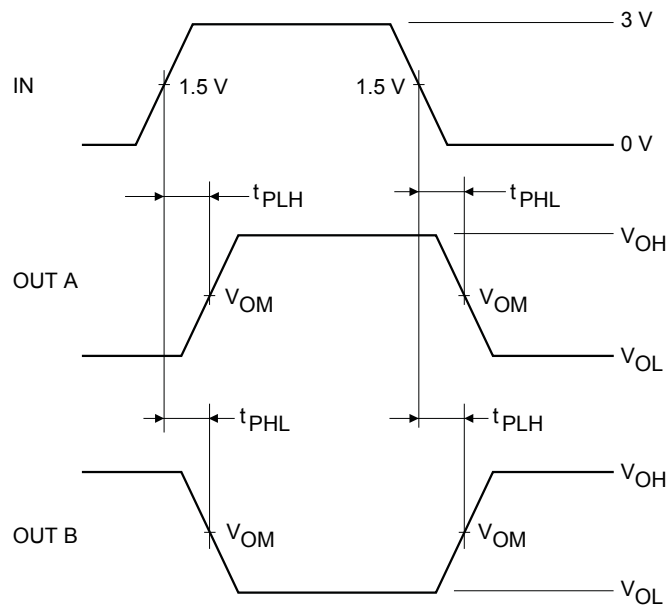 3 V
IN
1.5 V 1.5 V
0 V
tPLH tPHL
VOH
OUT A
VOM VOM
VOL
tPHL tPLH
VOH
OUT B
VOM VOM
VOL